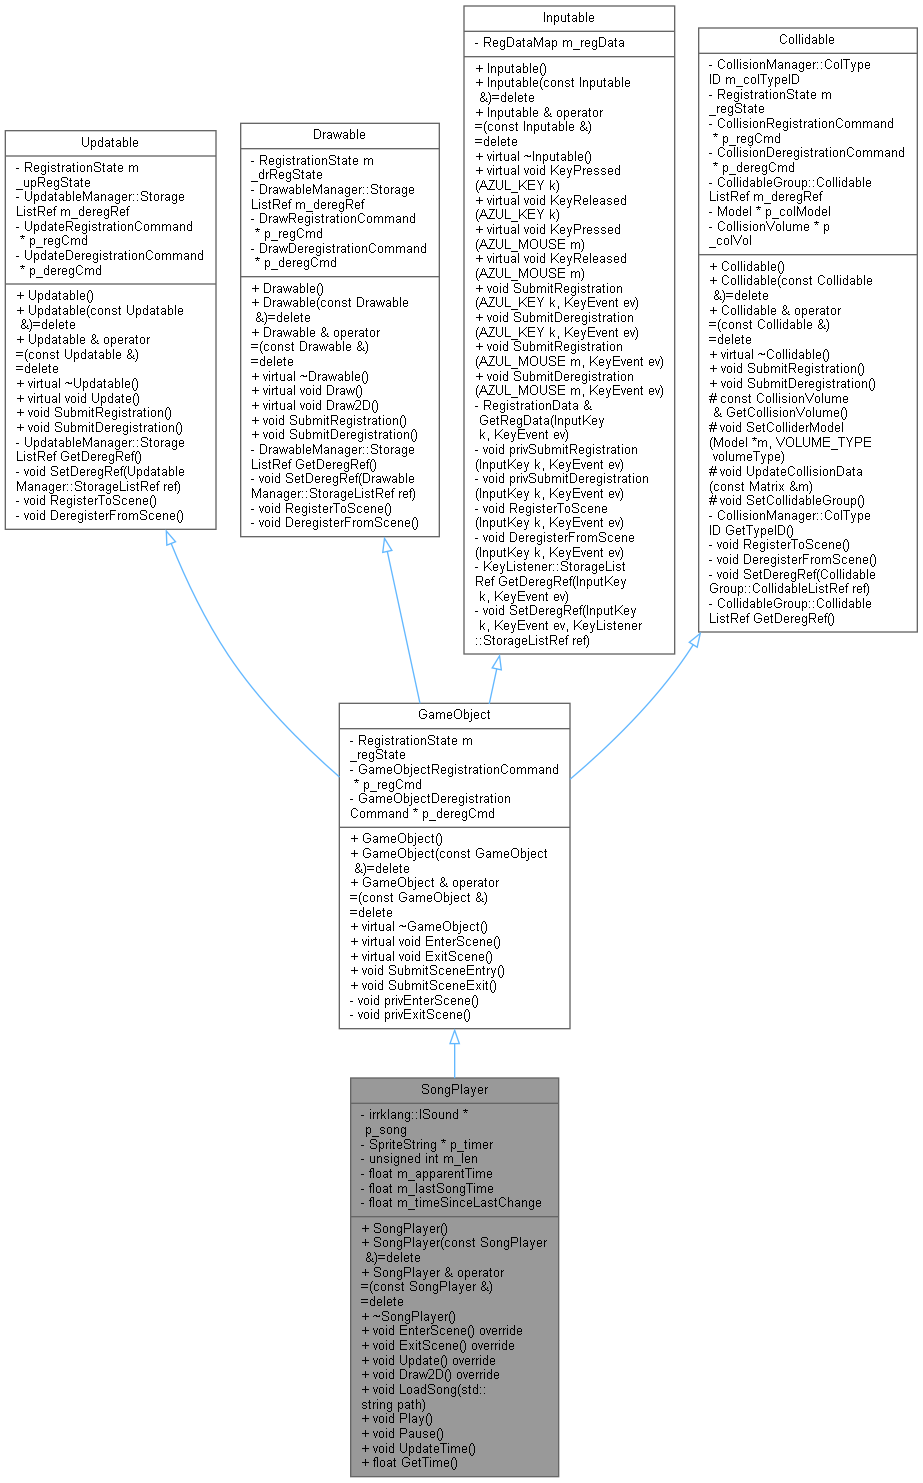 Inputable
- RegDataMap m_regData
+ Inputable()
+ Inputable(const Inputable
&)=delete
+ Inputable & operator
=(const Inputable &)
=delete
+ virtual ~Inputable()
+ virtual void KeyPressed
(AZUL_KEY k)
+ virtual void KeyReleased
(AZUL_KEY k)
+ virtual void KeyPressed
(AZUL_MOUSE m)
+ virtual void KeyReleased
(AZUL_MOUSE m)
+ void SubmitRegistration
(AZUL_KEY k, KeyEvent ev)
+ void SubmitDeregistration
(AZUL_KEY k, KeyEvent ev)
+ void SubmitRegistration
(AZUL_MOUSE m, KeyEvent ev)
+ void SubmitDeregistration
(AZUL_MOUSE m, KeyEvent ev)
- RegistrationData &
GetRegData(InputKey
k, KeyEvent ev)
- void privSubmitRegistration
(InputKey k, KeyEvent ev)
- void privSubmitDeregistration
(InputKey k, KeyEvent ev)
- void RegisterToScene
(InputKey k, KeyEvent ev)
- void DeregisterFromScene
(InputKey k, KeyEvent ev)
- KeyListener::StorageList
Ref GetDeregRef(InputKey
k, KeyEvent ev)
- void SetDeregRef(InputKey
k, KeyEvent ev, KeyListener
::StorageListRef ref)
Collidable
- CollisionManager::ColType
ID m_colTypeID
- RegistrationState m
_regState
- CollisionRegistrationCommand
* p_regCmd
- CollisionDeregistrationCommand
* p_deregCmd
- CollidableGroup::Collidable
ListRef m_deregRef
- Model * p_colModel
- CollisionVolume * p
_colVol
+ Collidable()
+ Collidable(const Collidable
&)=delete
+ Collidable & operator
=(const Collidable &)
=delete
+ virtual ~Collidable()
+ void SubmitRegistration()
+ void SubmitDeregistration()
# const CollisionVolume
& GetCollisionVolume()
# void SetColliderModel
(Model *m, VOLUME_TYPE
volumeType)
# void UpdateCollisionData
(const Matrix &m)
# void SetCollidableGroup()
- CollisionManager::ColType
ID GetTypeID()
- void RegisterToScene()
- void DeregisterFromScene()
- void SetDeregRef(Collidable
Group::CollidableListRef ref)
- CollidableGroup::Collidable
ListRef GetDeregRef()
Updatable
- RegistrationState m
_upRegState
- UpdatableManager::Storage
ListRef m_deregRef
- UpdateRegistrationCommand
* p_regCmd
- UpdateDeregistrationCommand
* p_deregCmd
+ Updatable()
+ Updatable(const Updatable
&)=delete
+ Updatable & operator
=(const Updatable &)
=delete
+ virtual ~Updatable()
+ virtual void Update()
+ void SubmitRegistration()
+ void SubmitDeregistration()
- UpdatableManager::Storage
ListRef GetDeregRef()
- void SetDeregRef(Updatable
Manager::StorageListRef ref)
- void RegisterToScene()
- void DeregisterFromScene()
Drawable
- RegistrationState m
_drRegState
- DrawableManager::Storage
ListRef m_deregRef
- DrawRegistrationCommand
* p_regCmd
- DrawDeregistrationCommand
* p_deregCmd
+ Drawable()
+ Drawable(const Drawable
&)=delete
+ Drawable & operator
=(const Drawable &)
=delete
+ virtual ~Drawable()
+ virtual void Draw()
+ virtual void Draw2D()
+ void SubmitRegistration()
+ void SubmitDeregistration()
- DrawableManager::Storage
ListRef GetDeregRef()
- void SetDeregRef(Drawable
Manager::StorageListRef ref)
- void RegisterToScene()
- void DeregisterFromScene()
GameObject
- RegistrationState m
_regState
- GameObjectRegistrationCommand
* p_regCmd
- GameObjectDeregistration
Command * p_deregCmd
+ GameObject()
+ GameObject(const GameObject
&)=delete
+ GameObject & operator
=(const GameObject &)
=delete
+ virtual ~GameObject()
+ virtual void EnterScene()
+ virtual void ExitScene()
+ void SubmitSceneEntry()
+ void SubmitSceneExit()
- void privEnterScene()
- void privExitScene()
SongPlayer
- irrklang::ISound *
p_song
- SpriteString * p_timer
- unsigned int m_len
- float m_apparentTime
- float m_lastSongTime
- float m_timeSinceLastChange
+ SongPlayer()
+ SongPlayer(const SongPlayer
&)=delete
+ SongPlayer & operator
=(const SongPlayer &)
=delete
+ ~SongPlayer()
+ void EnterScene() override
+ void ExitScene() override
+ void Update() override
+ void Draw2D() override
+ void LoadSong(std::
string path)
+ void Play()
+ void Pause()
+ void UpdateTime()
+ float GetTime()